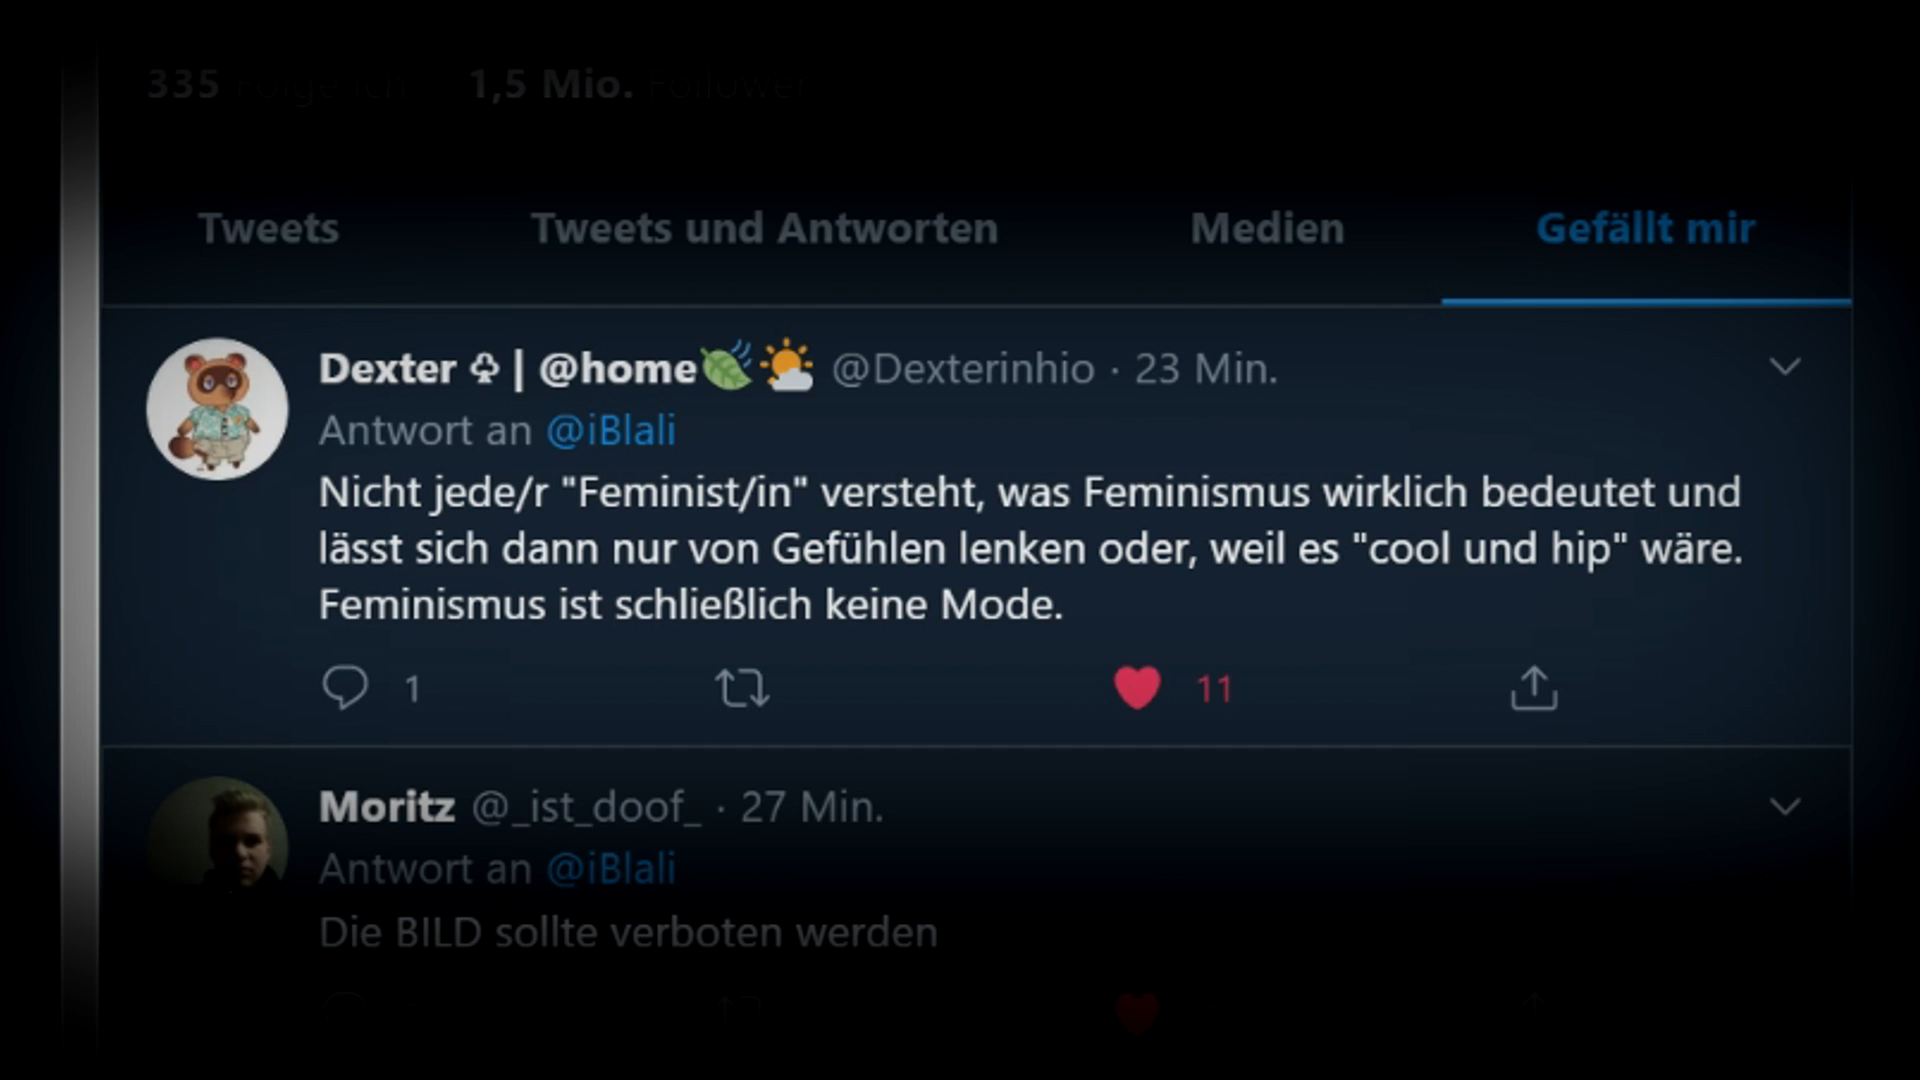 335 Folge ich 1,5 Mio. Follower
Tweets Tweets und Antworten Medien Gefällt mir
Dexter ♧ | @home🍃🌤 @Dexterinhio · 23 Min.
Antwort an @iBlali
Nicht jede/r "Feminist/in" versteht, was Feminismus wirklich bedeutet und
lässt sich dann nur von Gefühlen lenken oder, weil es "cool und hip" wäre.
Feminismus ist schließlich keine Mode.
1 11
Moritz @_ist_doof_ · 27 Min.
Antwort an @iBlali
Die BILD sollte verboten werden